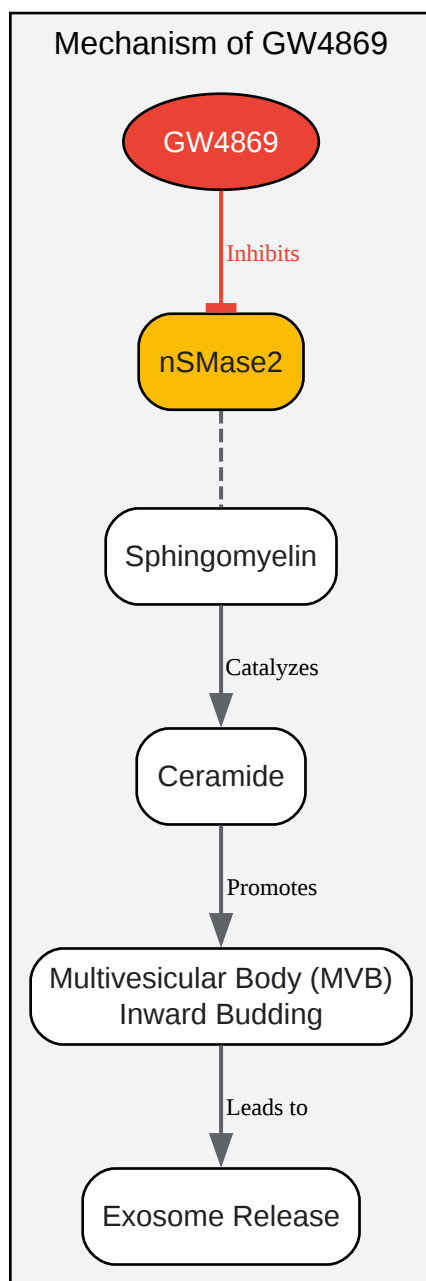 Mechanism of GW4869
GW4869
Inhibits
nSMase2
Sphingomyelin
Catalyzes
Ceramide
Promotes
Multivesicular Body (MVB)
Inward Budding
Leads to
Exosome Release